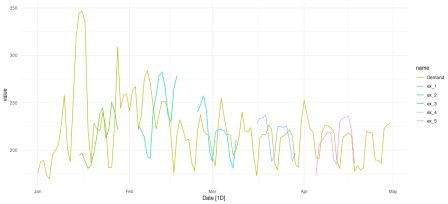 350
300
250
200
value
Jan
Feb
Mar
Apr
May
Date [1D]
name
Demand
ex_1
ex_2
ex_3
ex_4
ex_5